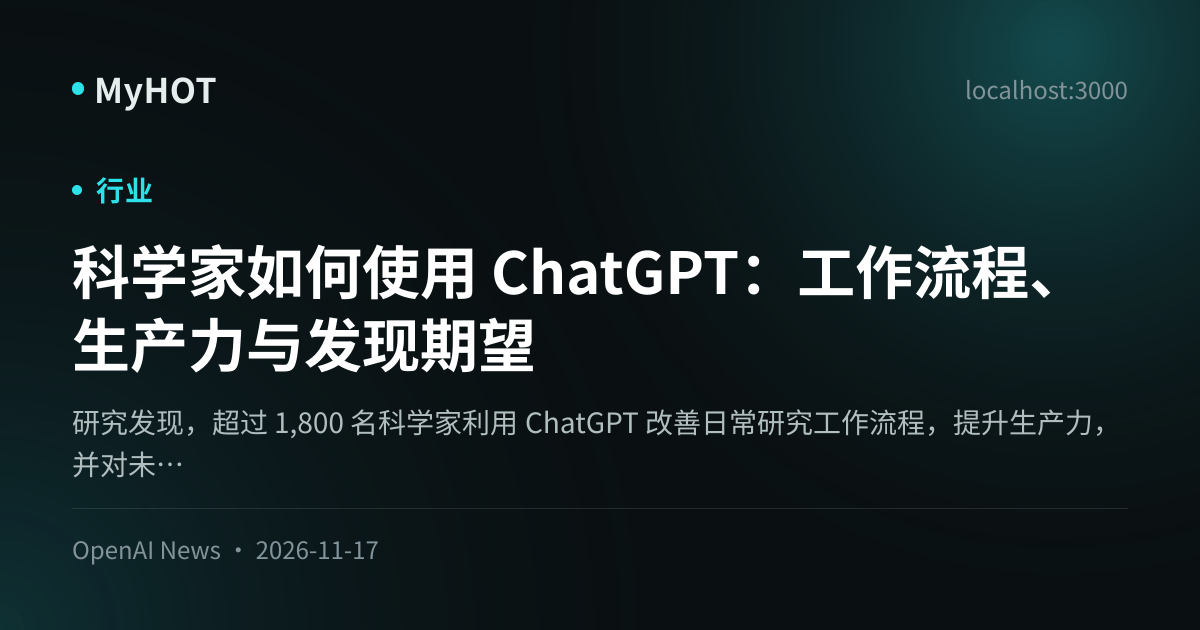 MyHOT
localhost:3000
行业
科学家如何使用 ChatGPT：工作流程、
生产力与发现期望
研究发现，超过 1,800 名科学家利用 ChatGPT 改善日常研究工作流程，提升生产力，
并对未…
OpenAI News · 2026-11-17